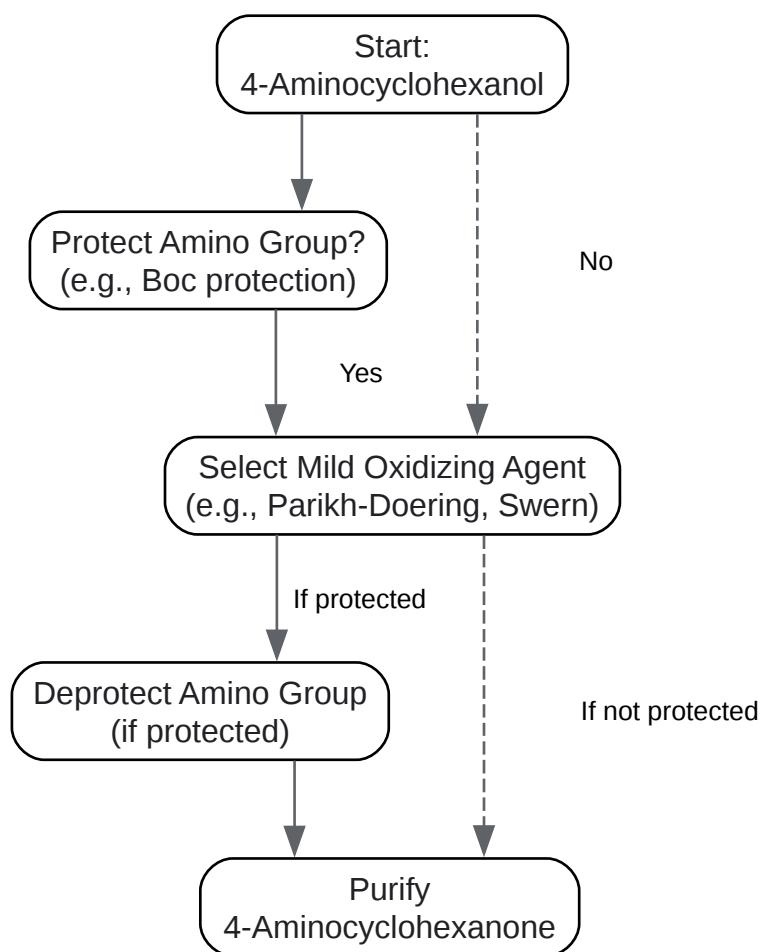 Start:
4-Aminocyclohexanol
Protect Amino Group?
(e.g., Boc protection)
No
Yes
Select Mild Oxidizing Agent
(e.g., Parikh-Doering, Swern)
If protected
Deprotect Amino Group
(if protected)
If not protected
Purify
4-Aminocyclohexanone